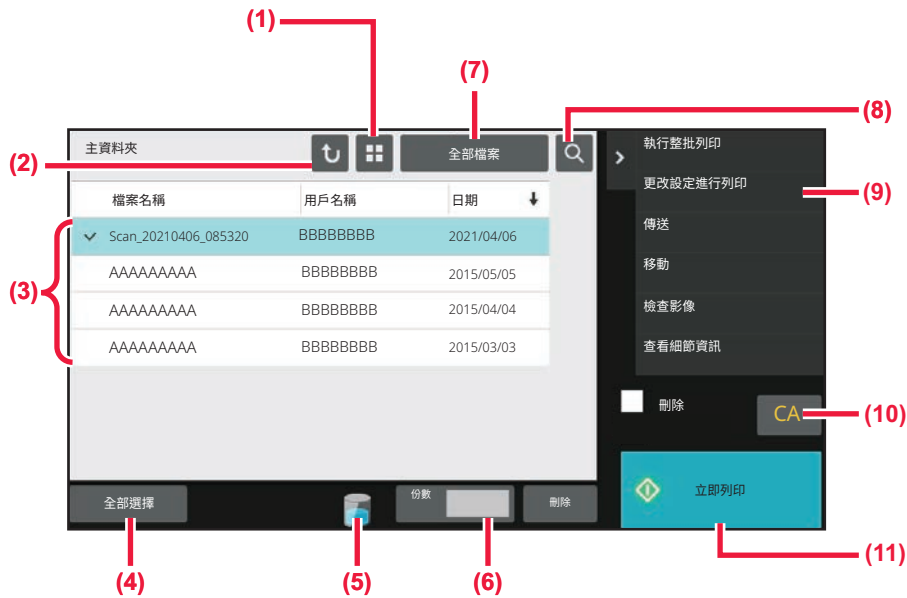 (1)
(7)
(8)
主資料夾
全部檔案
執行整批列印
(2)
更改設定進行列印
(9)
檔案名稱 用戶名稱 日期
傳送
Scan_20210406_085320 BBBBBBBB 2021/04/06
移動
AAAAAAAAA BBBBBBBB 2015/05/05
(3)
AAAAAAAAA BBBBBBBB 2015/04/04
檢查影像
AAAAAAAAA BBBBBBBB 2015/03/03
查看細節資訊
刪除
CA
(10)
全部選擇
份數
刪除
立即列印
(11)
(4)
(5)
(6)